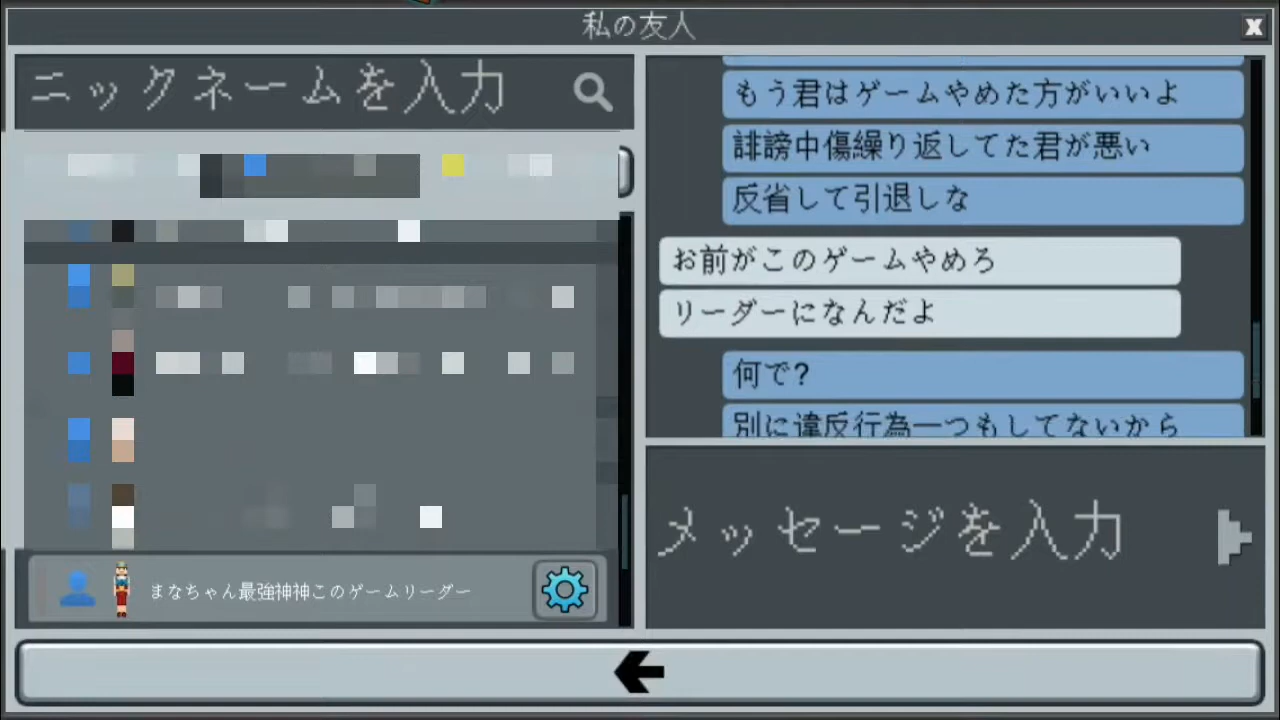 私の友人
X
ニックネームを入力
まなちゃん最強神神このゲームリーダー
もう君はゲームやめた方がいいよ
誹謗中傷繰り返してた君が悪い
反省して引退しな
お前がこのゲームやめろ
リーダーになんだよ
何で?
別に違反行為一つもしてないから
メッセージを入力